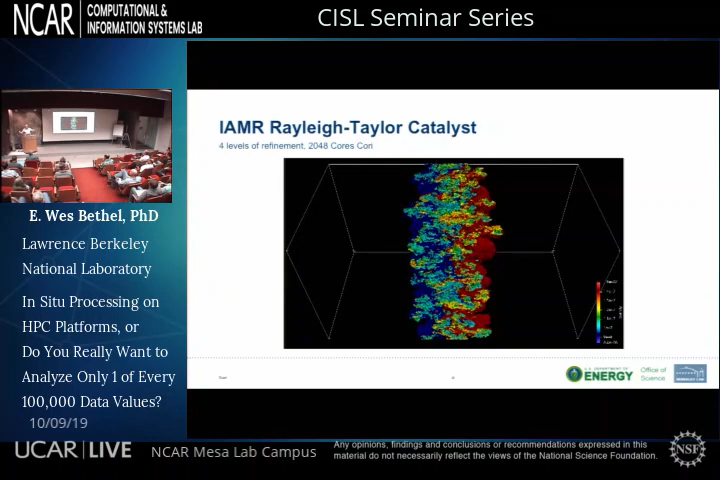 NCAR
COMPUTATIONAL &
INFORMATION SYSTEMS LAB
CISL Seminar Series
IAMR Rayleigh-Taylor Catalyst
4 levels of refinement, 2048 Cores Cori
E. Wes Bethel, PhD
Lawrence Berkeley
National Laboratory
In Situ Processing on
HPC Platforms, or
Do You Really Want to
Analyze Only 1 of Every
100,000 Data Values?
10/09/19
U.S. DEPARTMENT OF
ENERGY
Office of
Science
UCAR | LIVE
NCAR Mesa Lab Campus
Any opinions, findings and conclusions or recommendations expressed in this
material do not necessarily reflect the views of the National Science Foundation.
NSF